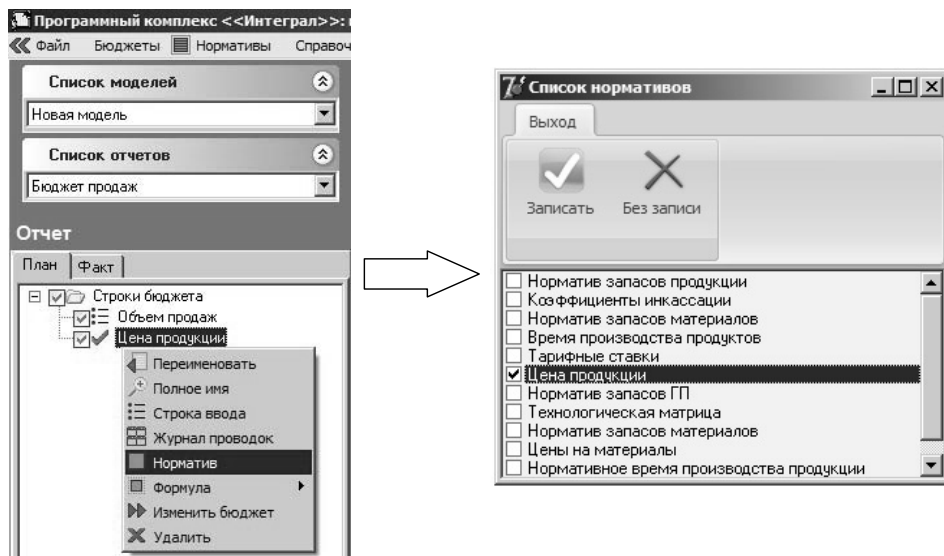 Программный комплекс <<Интеграл>>:
Файл Бюджеты Нормативы Справоч
Список моделей
Новая модель
Список отчетов
Бюджет продаж
Отчет
План Факт
Строки бюджета
Объем продаж
Цена продукции
Переименовать
Полное имя
Строка ввода
Журнал проводок
Норматив
Формула
Изменить бюджет
Удалить
Список нормативов
Выход
Записать Без записи
Норматив запасов продукции
Коэффициенты инкассации
Норматив запасов материалов
Время производства продуктов
Тарифные ставки
Цена продукции
Норматив запасов ГП
Технологическая матрица
Норматив запасов материалов
Цены на материалы
Нормативное время производства продукции